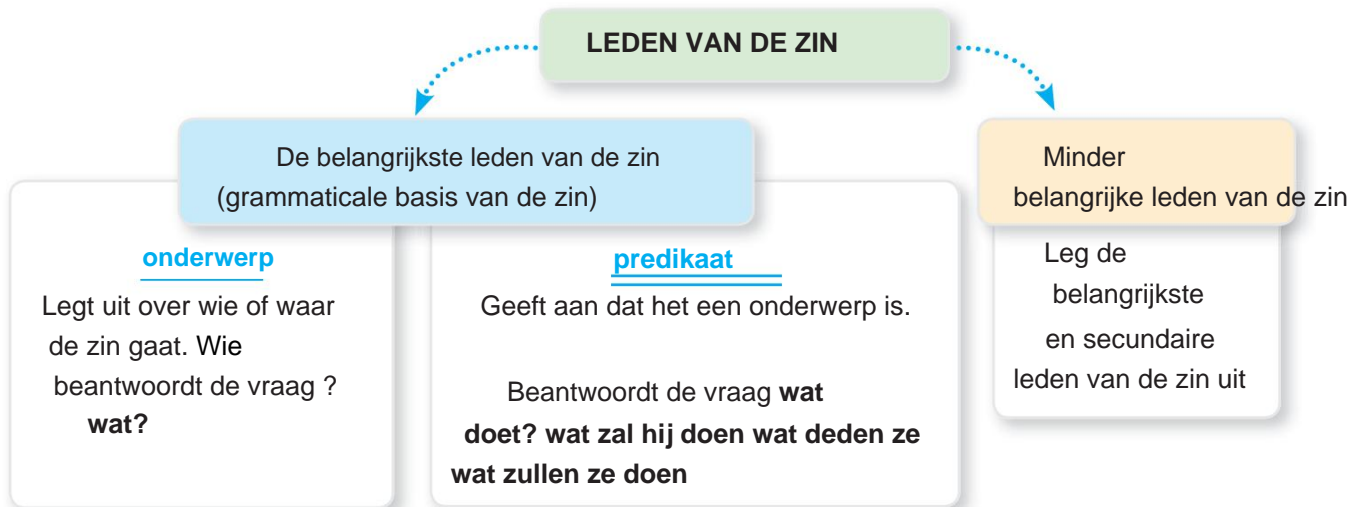 LEDEN VAN DE ZIN
De belangrijkste leden van de zin
(grammaticale basis van de zin)
Minder
belangrijke leden van de zin
onderwerp
Legt uit over wie of waar
de zin gaat. Wie
beantwoordt de vraag ?
wat?
predikaat
Geeft aan dat het een onderwerp is.
Beantwoordt de vraag wat
doet? wat zal hij doen wat deden ze
wat zullen ze doen
Leg de
belangrijkste
en secundaire
leden van de zin uit